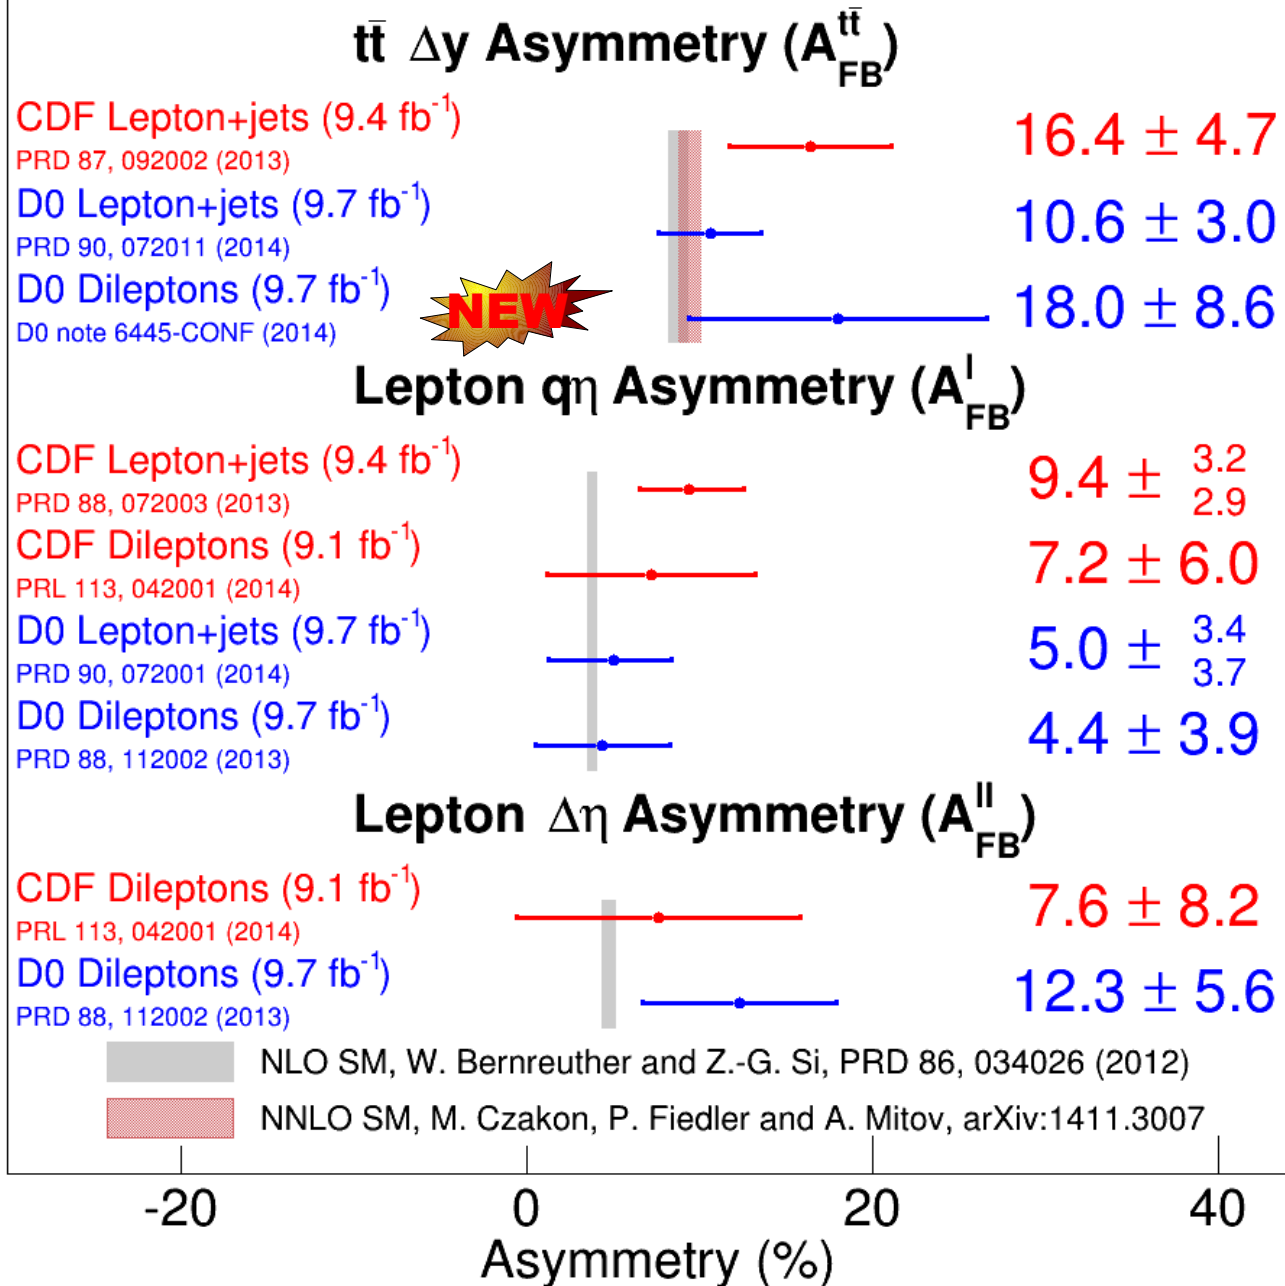 tt̄ Δy Asymmetry (A^{tt̄}_{FB})
CDF Lepton+jets (9.4 fb⁻¹) 16.4 ± 4.7
PRD 87, 092002 (2013)
D0 Lepton+jets (9.7 fb⁻¹) 10.6 ± 3.0
PRD 90, 072011 (2014)
D0 Dileptons (9.7 fb⁻¹) NEW 18.0 ± 8.6
D0 note 6445-CONF (2014)
Lepton qη Asymmetry (A^{l}_{FB})
CDF Lepton+jets (9.4 fb⁻¹) 9.4 ± 3.2 2.9
PRD 88, 072003 (2013)
CDF Dileptons (9.1 fb⁻¹) 7.2 ± 6.0
PRL 113, 042001 (2014)
D0 Lepton+jets (9.7 fb⁻¹) 5.0 ± 3.4 3.7
PRD 90, 072001 (2014)
D0 Dileptons (9.7 fb⁻¹) 4.4 ± 3.9
PRD 88, 112002 (2013)
Lepton Δη Asymmetry (A^{ll}_{FB})
CDF Dileptons (9.1 fb⁻¹) 7.6 ± 8.2
PRL 113, 042001 (2014)
D0 Dileptons (9.7 fb⁻¹) 12.3 ± 5.6
PRD 88, 112002 (2013)
NLO SM, W. Bernreuther and Z.-G. Si, PRD 86, 034026 (2012)
NNLO SM, M. Czakon, P. Fiedler and A. Mitov, arXiv:1411.3007
-20 0 20 40
Asymmetry (%)